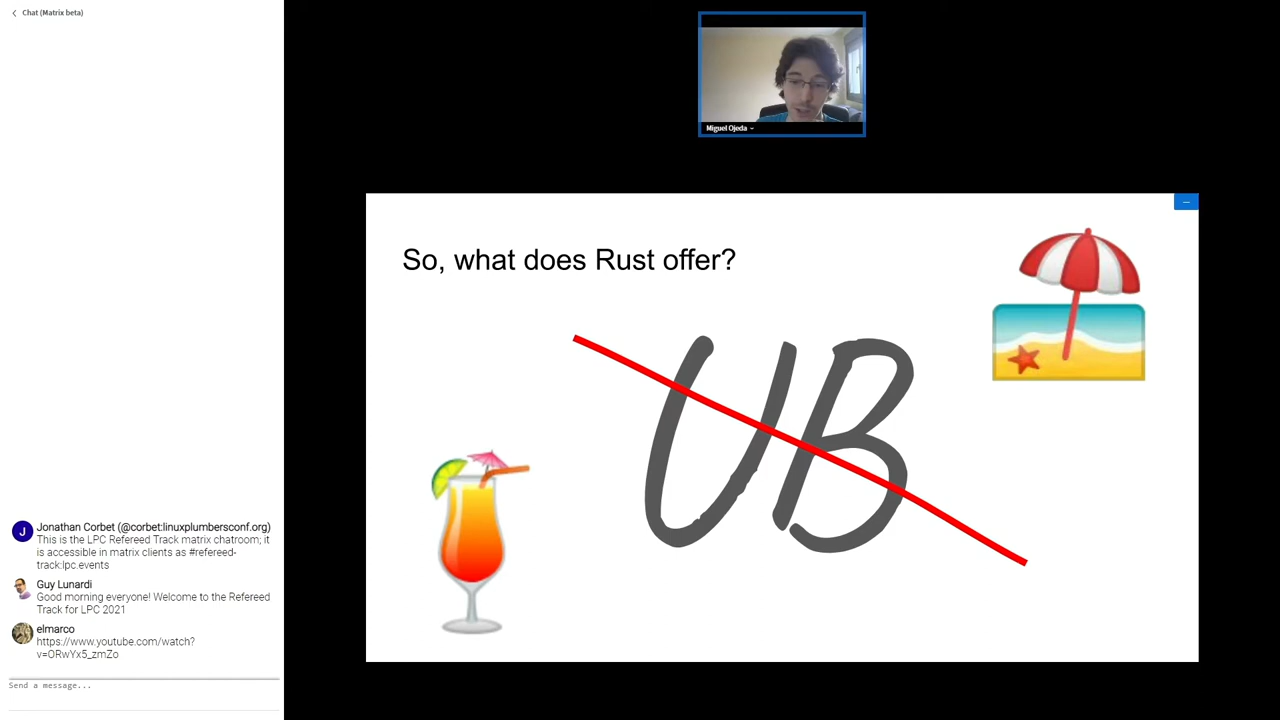 Chat (Matrix beta)
Miguel Ojeda
So, what does Rust offer?
UB
Jonathan Corbet (@corbet:linuxplumbersconf.org)
This is the LPC Refereed Track matrix chatroom; it
is accessible in matrix clients as #refereed-
track:lpc.events
Guy Lunardi
Good morning everyone! Welcome to the Refereed
Track for LPC 2021
elmarco
https://www.youtube.com/watch?
v=ORwYx5_zmZo
Send a message...